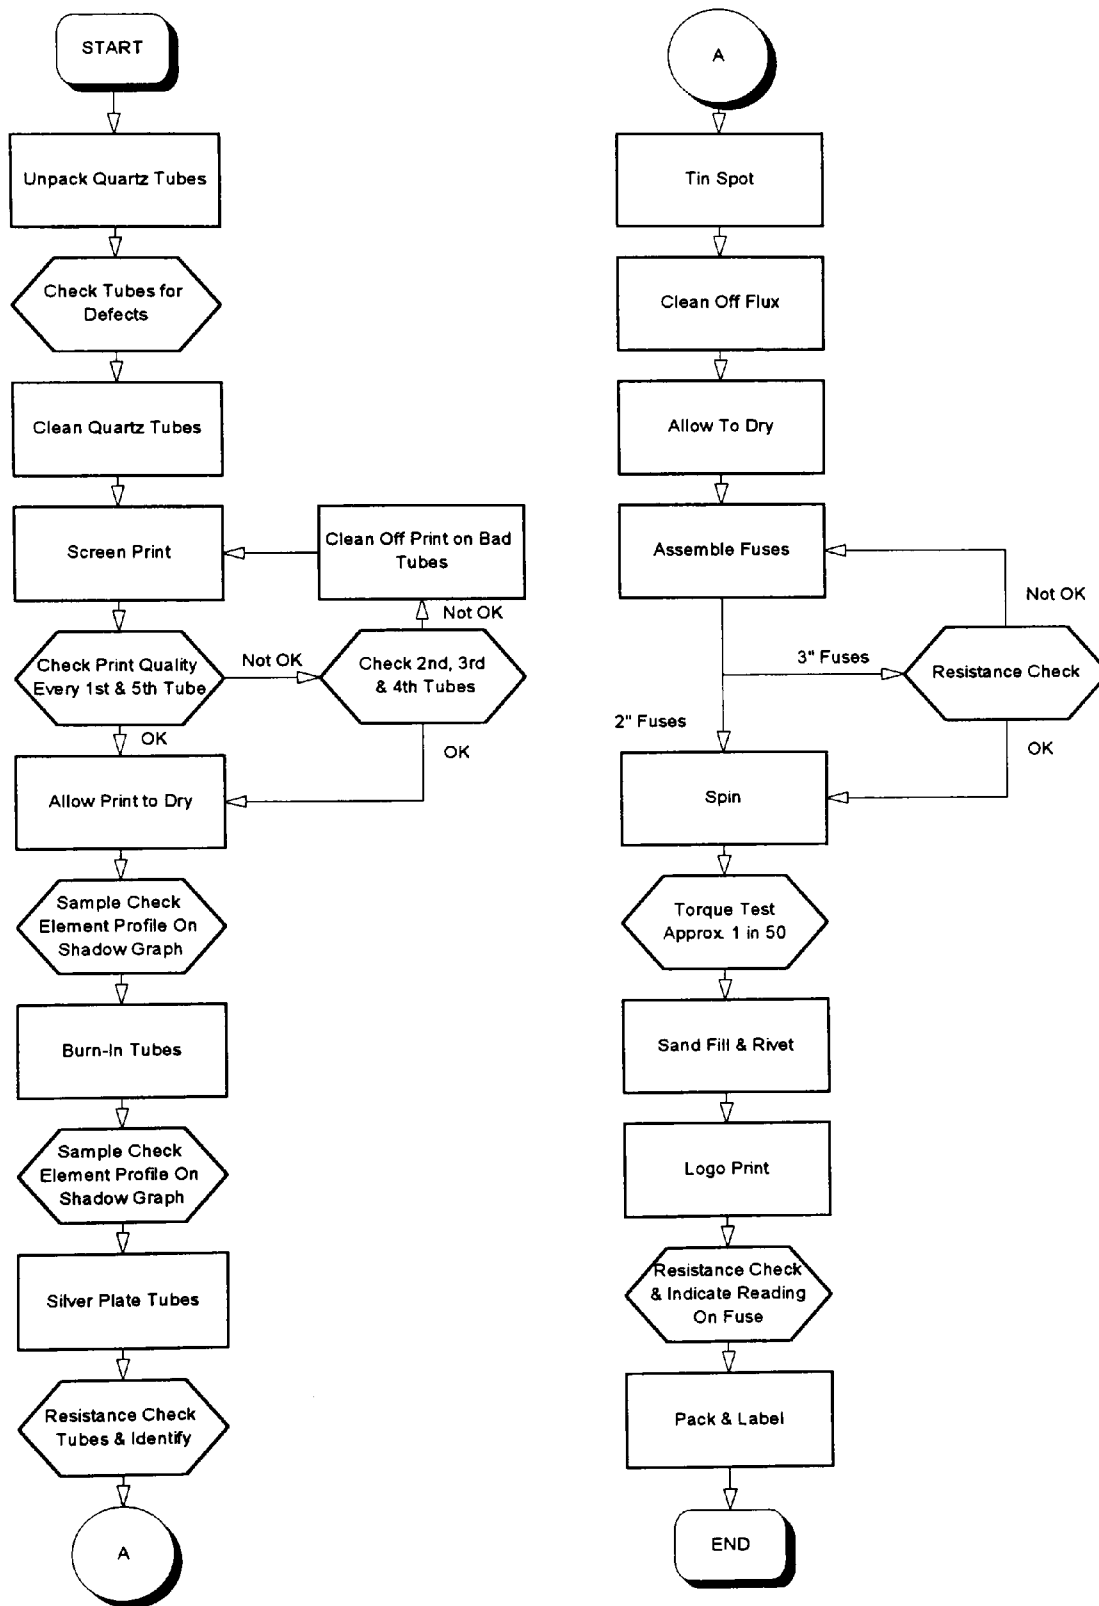 START
Unpack Quartz Tubes
Check Tubes for
Defects
Clean Quartz Tubes
Screen Print
Clean Off Print on Bad
Tubes
Not OK
Check Print Quality
Every 1st & 5th Tube
Not OK
Check 2nd, 3rd
& 4th Tubes
OK
OK
Allow Print to Dry
Sample Check
Element Profile On
Shadow Graph
Burn-In Tubes
Sample Check
Element Profile On
Shadow Graph
Silver Plate Tubes
Resistance Check
Tubes & Identify
A
A
Tin Spot
Clean Off Flux
Allow To Dry
Assemble Fuses
Not OK
3" Fuses
Resistance Check
2" Fuses
OK
Spin
Torque Test
Approx. 1 in 50
Sand Fill & Rivet
Logo Print
Resistance Check
& Indicate Reading
On Fuse
Pack & Label
END